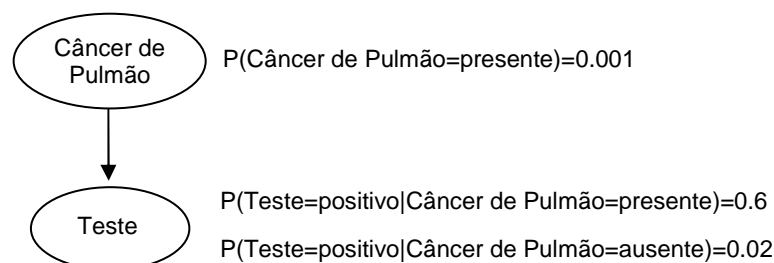 Câncer de
Pulmão
P(Câncer de Pulmão=presente)=0.001
P(Teste=positivo|Câncer de Pulmão=presente)=0.6
Teste
P(Teste=positivo|Câncer de Pulmão=ausente)=0.02